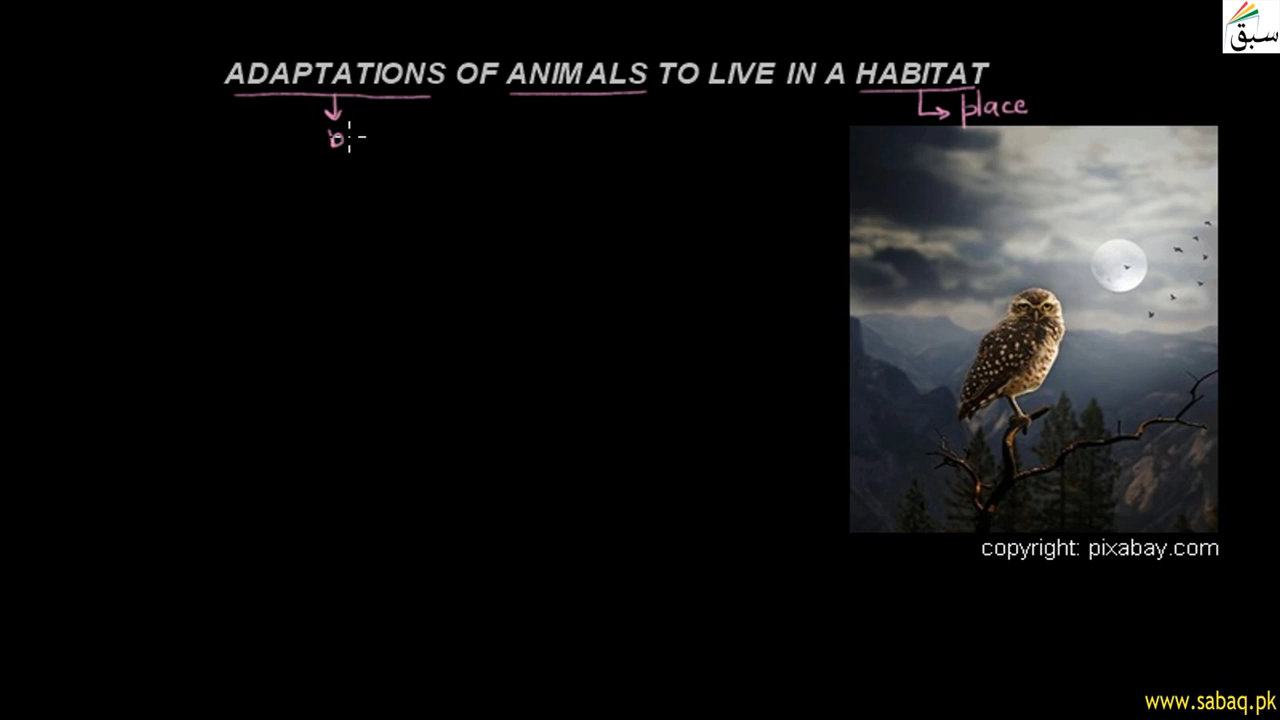 سبق
ADAPTATIONS OF ANIMALS TO LIVE IN A HABITAT
place
b
copyright: pixabay.com
www.sabaq.pk